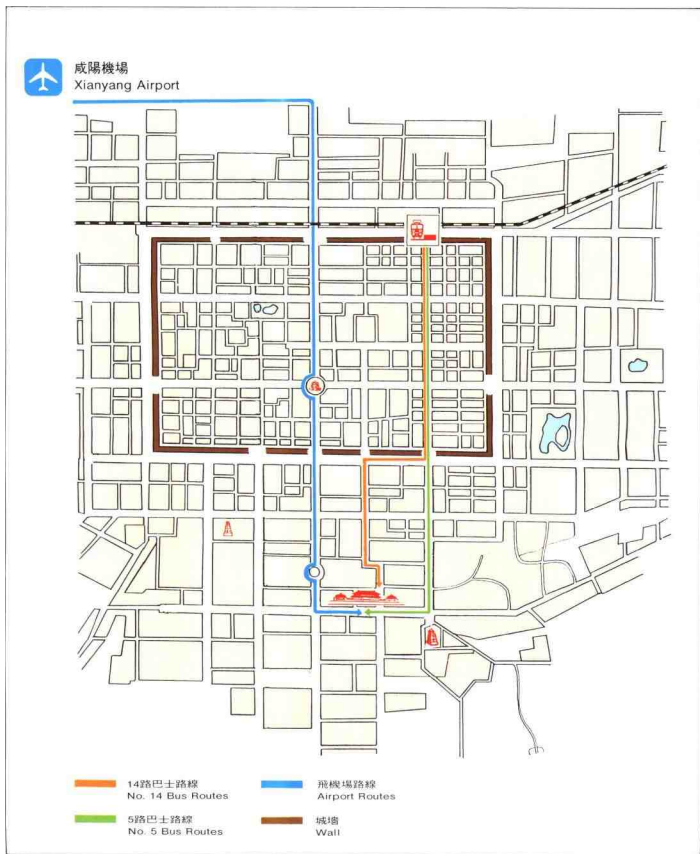 咸陽機場
Xianyang Airport
14路巴士路線
No. 14 Bus Routes
飛機場路線
Airport Routes
5路巴士路線
No. 5 Bus Routes
城墻
Wall